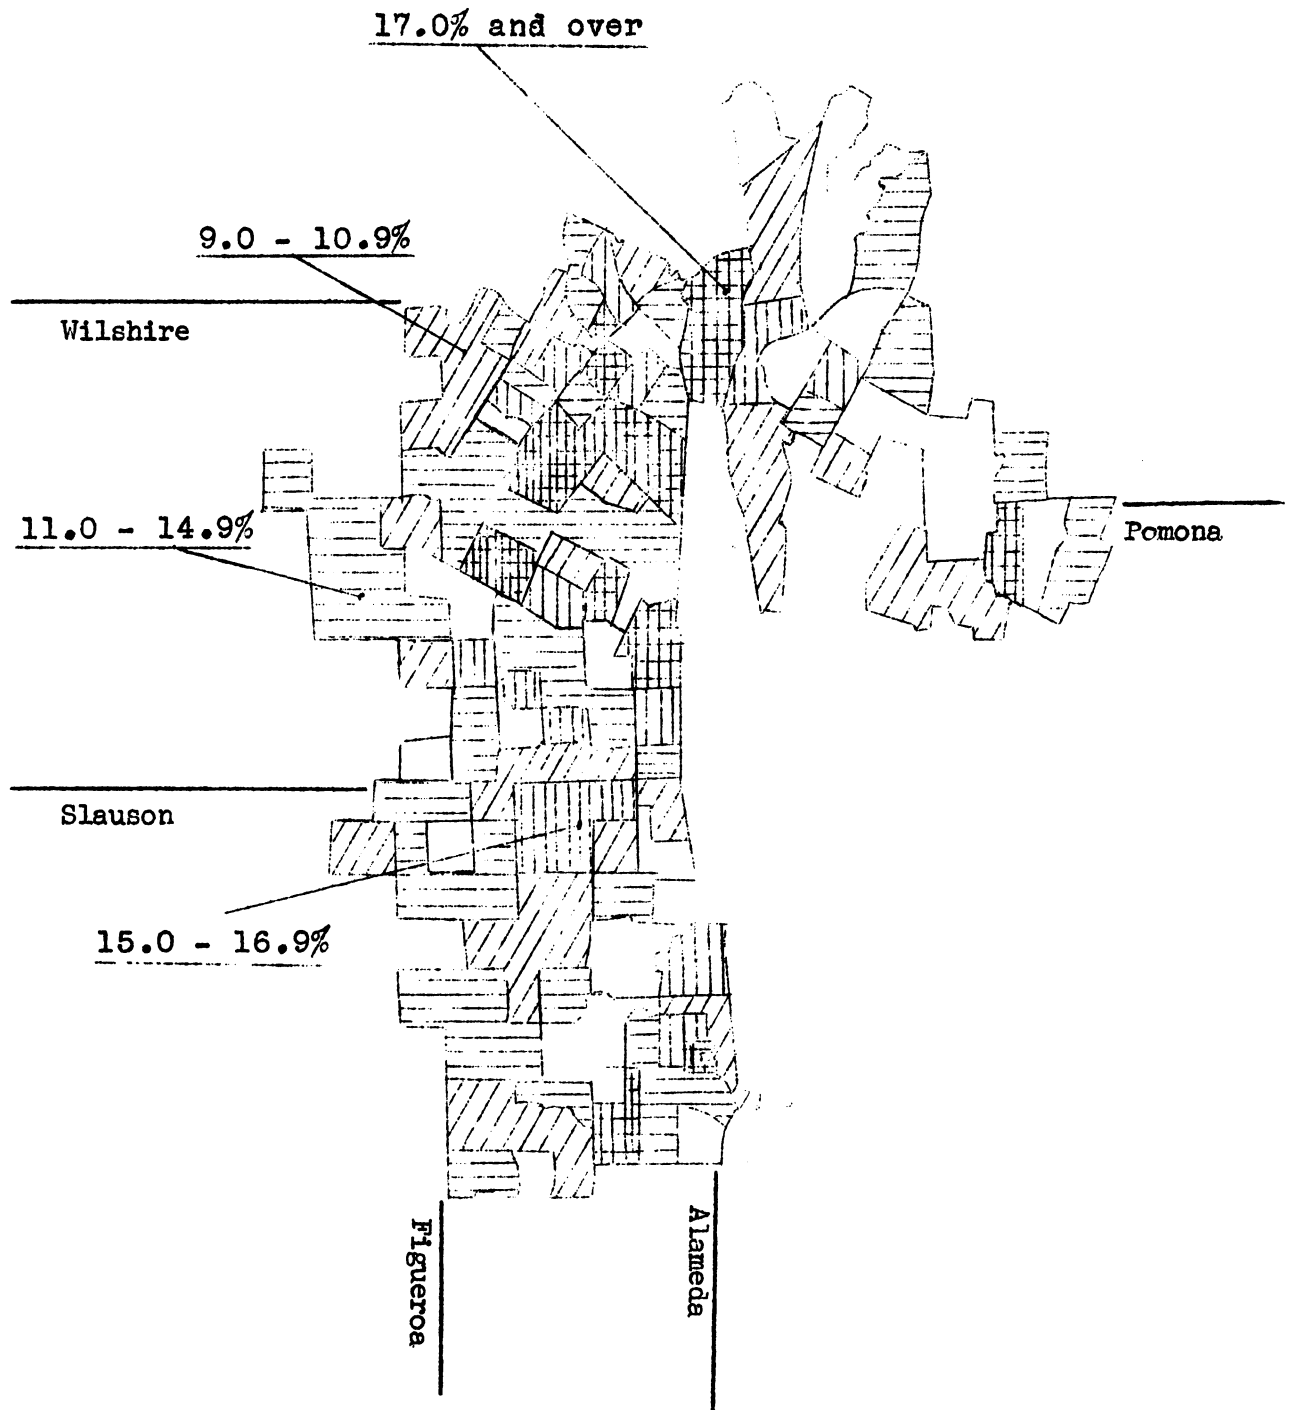 17.0% and over
9.0 - 10.9%
Wilshire
11.0 - 14.9%
Pomona
Slauson
15.0 - 16.9%
Figueroa
Alameda